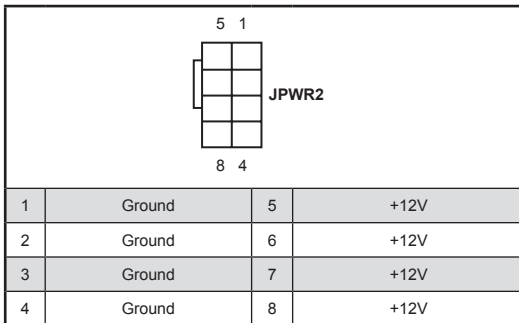 5 1
JPWR2
8 4
1 Ground 5 +12V
2 Ground 6 +12V
3 Ground 7 +12V
4 Ground 8 +12V